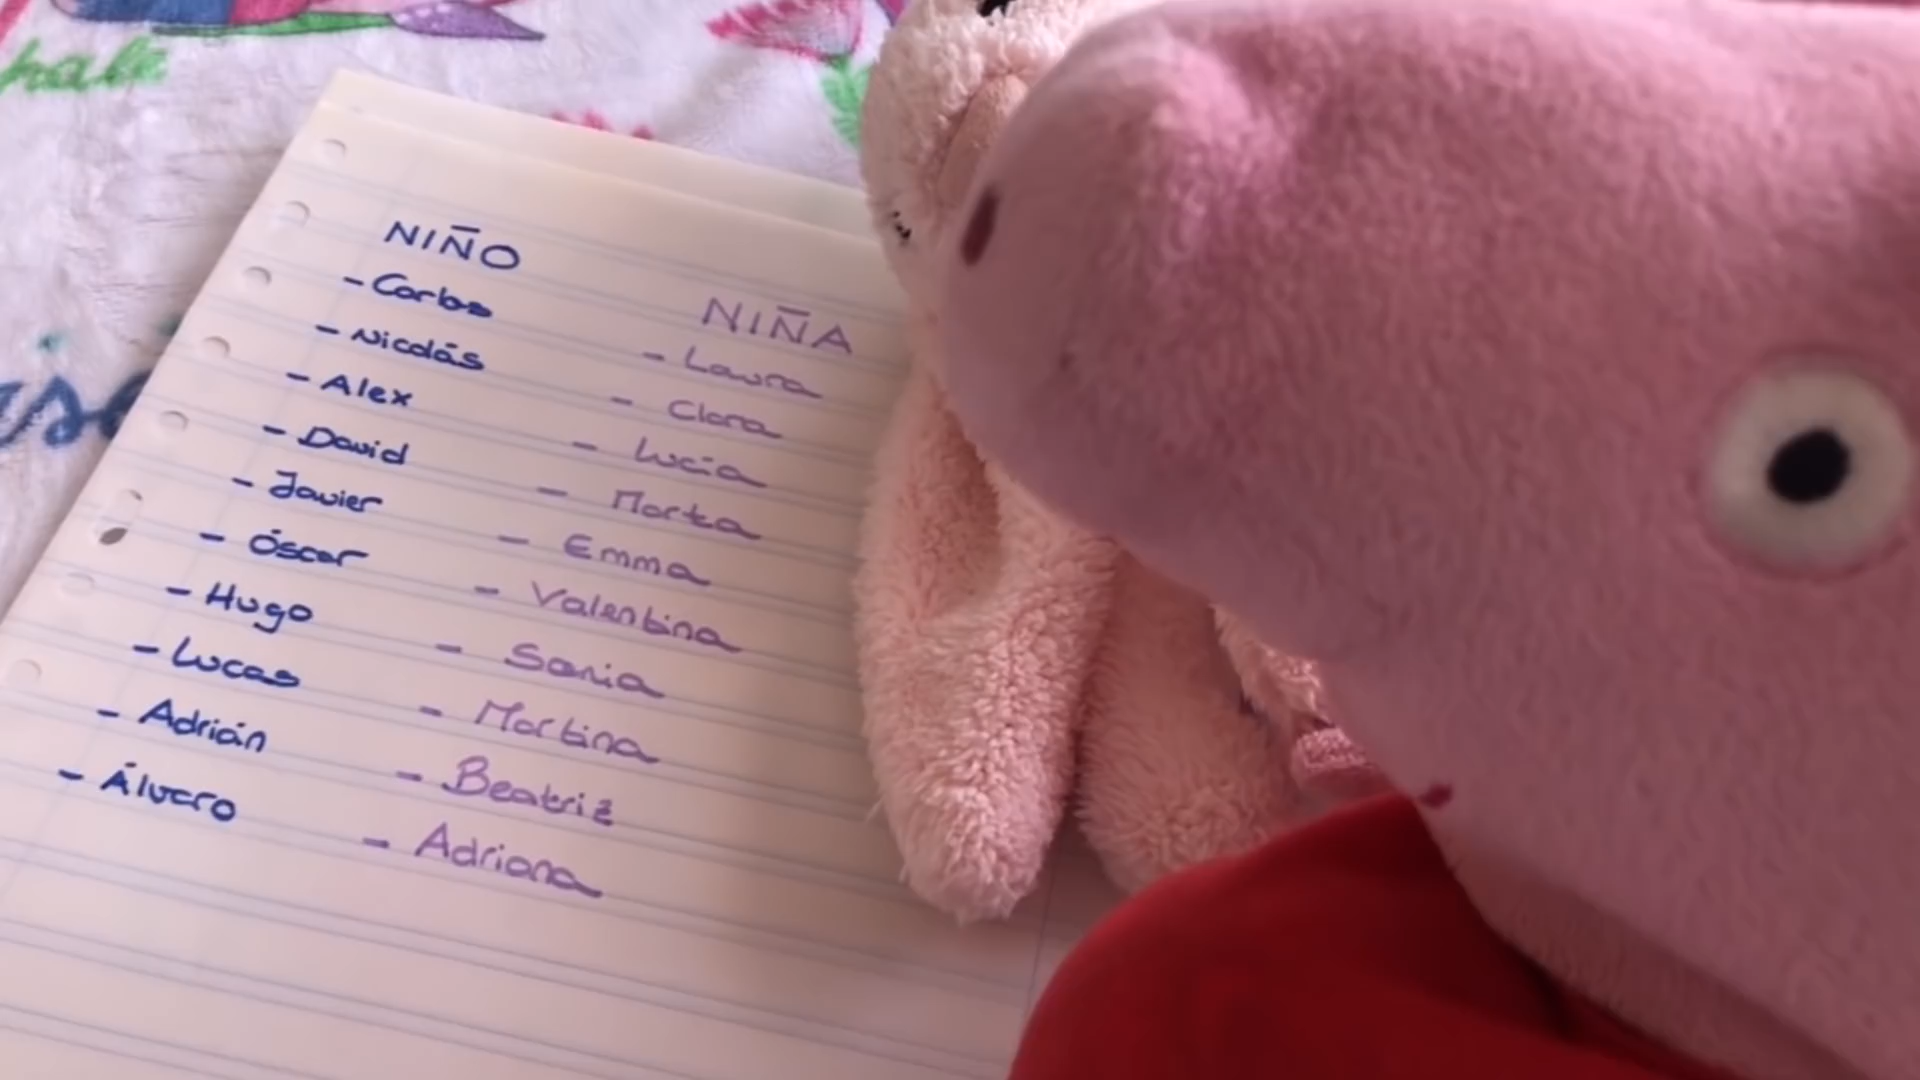 NIÑO
- Carlos
- Nicolás
- Alex
- David
- Javier
- Óscar
- Hugo
- Lucas
- Adrián
- Álvaro
NIÑA
- Laura
- Clara
- Lucía
- Marta
- Emma
- Valentina
- Sonia
- Martina
- Beatriz
- Adriana